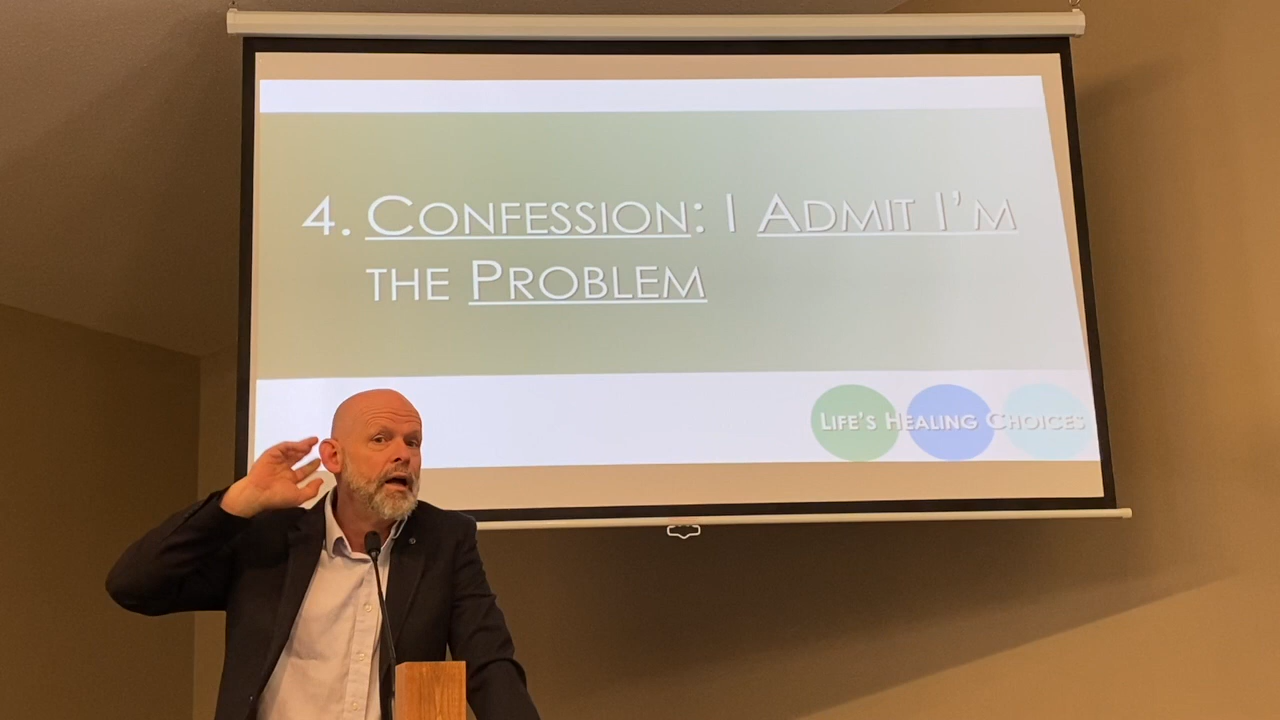 4. CONFESSION: I ADMIT I'M
THE PROBLEM
LIFE'S HEALING CHOICES